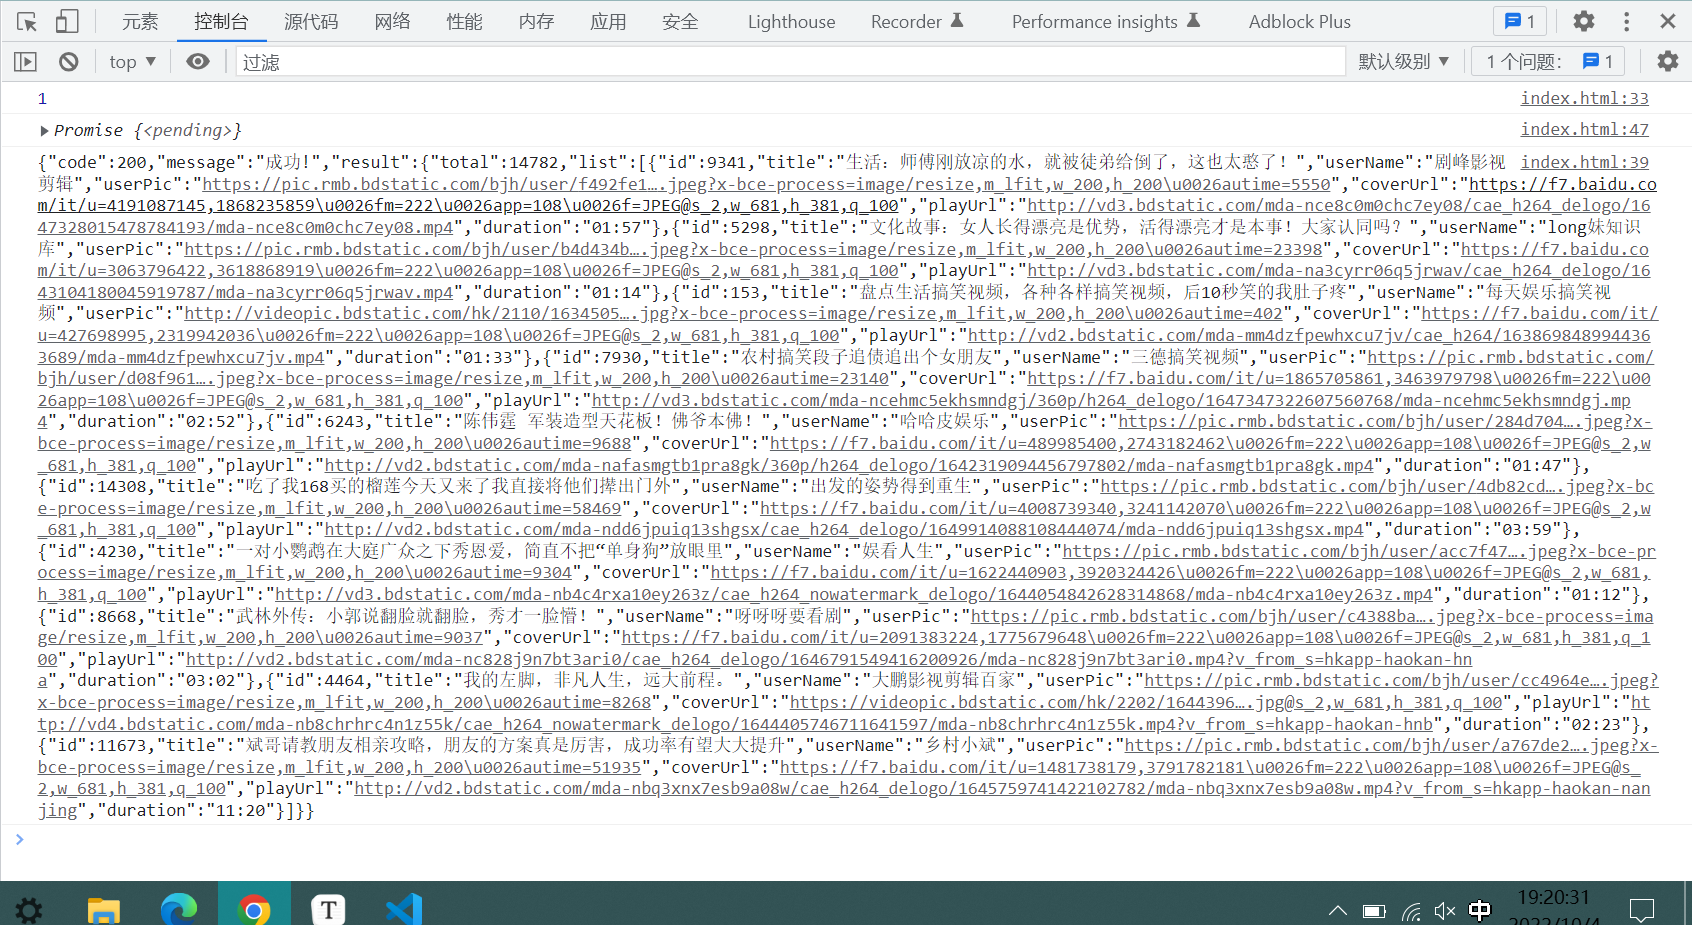 元素 控制台 源代码 网络 性能 内存 应用 安全 Lighthouse Recorder Performance insights Adblock Plus 1
top ▼ 过滤 默认级别 ▼ 1 个问题: 1
1 index.html:33
▶ Promise {<pending>} index.html:47
{"code":200,"message":"成功!","result":{"total":14782,"list":[{"id":9341,"title":"生活：师傅刚放凉的水，就被徒弟给倒了，这也太憨了！","userName":"剧峰影视 index.html:39
剪辑","userPic":"https://pic.rmb.bdstatic.com/bjh/user/f492fe1….jpeg?x-bce-process=image/resize,m_lfit,w_200,h_200\u0026autime=5550","coverUrl":"https://f7.baidu.co
m/it/u=4191087145,1868235859\u0026fm=222\u0026app=108\u0026f=JPEG@s_2,w_681,h_381,q_100","playUrl":"http://vd3.bdstatic.com/mda-nce8c0m0chc7ey08/cae_h264_delogo/16
47328015478784193/mda-nce8c0m0chc7ey08.mp4","duration":"01:57"},{"id":5298,"title":"文化故事：女人长得漂亮是优势，活得漂亮才是本事！大家认同吗？","userName":"long妹知识
库","userPic":"https://pic.rmb.bdstatic.com/bjh/user/b4d434b….jpeg?x-bce-process=image/resize,m_lfit,w_200,h_200\u0026autime=23398","coverUrl":"https://f7.baidu.co
m/it/u=3063796422,3618868919\u0026fm=222\u0026app=108\u0026f=JPEG@s_2,w_681,h_381,q_100","playUrl":"http://vd3.bdstatic.com/mda-na3cyrr06q5jrwav/cae_h264_delogo/16
43104180045919787/mda-na3cyrr06q5jrwav.mp4","duration":"01:14"},{"id":153,"title":"盘点生活搞笑视频，各种各样搞笑视频，后10秒笑的我肚子疼","userName":"每天娱乐搞笑视
频","userPic":"http://videopic.bdstatic.com/hk/2110/1634505….jpg?x-bce-process=image/resize,m_lfit,w_200,h_200\u0026autime=402","coverUrl":"https://f7.baidu.com/it/
u=427698995,2319942036\u0026fm=222\u0026app=108\u0026f=JPEG@s_2,w_681,h_381,q_100","playUrl":"http://vd2.bdstatic.com/mda-mm4dzfpewhxcu7jv/cae_h264/163869848994436
3689/mda-mm4dzfpewhxcu7jv.mp4","duration":"01:33"},{"id":7930,"title":"农村搞笑段子追债追出个女朋友","userName":"三德搞笑视频","userPic":"https://pic.rmb.bdstatic.com/
bjh/user/d08f961….jpeg?x-bce-process=image/resize,m_lfit,w_200,h_200\u0026autime=23140","coverUrl":"https://f7.baidu.com/it/u=1865705861,3463979798\u0026fm=222\u00
26app=108\u0026f=JPEG@s_2,w_681,h_381,q_100","playUrl":"http://vd3.bdstatic.com/mda-ncehmc5ekhsmndgj/360p/h264_delogo/1647347322607560768/mda-ncehmc5ekhsmndgj.mp
4","duration":"02:52"},{"id":6243,"title":"陈伟霆 军装造型天花板！佛爷本佛！","userName":"哈哈皮娱乐","userPic":"https://pic.rmb.bdstatic.com/bjh/user/284d704….jpeg?x-
bce-process=image/resize,m_lfit,w_200,h_200\u0026autime=9688","coverUrl":"https://f7.baidu.com/it/u=489985400,2743182462\u0026fm=222\u0026app=108\u0026f=JPEG@s_2,w
_681,h_381,q_100","playUrl":"http://vd2.bdstatic.com/mda-nafasmgtb1pra8gk/360p/h264_delogo/1642319094456797802/mda-nafasmgtb1pra8gk.mp4","duration":"01:47"},
{"id":14308,"title":"吃了我168买的榴莲今天又来了我直接将他们撵出门外","userName":"出发的姿势得到重生","userPic":"https://pic.rmb.bdstatic.com/bjh/user/4db82cd….jpeg?x-bc
e-process=image/resize,m_lfit,w_200,h_200\u0026autime=58469","coverUrl":"https://f7.baidu.com/it/u=4008739340,3241142070\u0026fm=222\u0026app=108\u0026f=JPEG@s_2,w
_681,h_381,q_100","playUrl":"http://vd2.bdstatic.com/mda-ndd6jpuiq13shgsx/cae_h264_delogo/1649914088108444074/mda-ndd6jpuiq13shgsx.mp4","duration":"03:59"},
{"id":4230,"title":"一对小鹦鹉在大庭广众之下秀恩爱，简直不把“单身狗”放眼里","userName":"娱看人生","userPic":"https://pic.rmb.bdstatic.com/bjh/user/acc7f47….jpeg?x-bce-pr
ocess=image/resize,m_lfit,w_200,h_200\u0026autime=9304","coverUrl":"https://f7.baidu.com/it/u=1622440903,3920324426\u0026fm=222\u0026app=108\u0026f=JPEG@s_2,w_681,
h_381,q_100","playUrl":"http://vd3.bdstatic.com/mda-nb4c4rxa10ey263z/cae_h264_nowatermark_delogo/1644054842628314868/mda-nb4c4rxa10ey263z.mp4","duration":"01:12"},
{"id":8668,"title":"武林外传：小郭说翻脸就翻脸，秀才一脸懵！","userName":"呀呀呀要看剧","userPic":"https://pic.rmb.bdstatic.com/bjh/user/c4388ba….jpeg?x-bce-process=ima
ge/resize,m_lfit,w_200,h_200\u0026autime=9037","coverUrl":"https://f7.baidu.com/it/u=2091383224,1775679648\u0026fm=222\u0026app=108\u0026f=JPEG@s_2,w_681,h_381,q_1
00","playUrl":"http://vd2.bdstatic.com/mda-nc828j9n7bt3ari0/cae_h264_delogo/1646791549416200926/mda-nc828j9n7bt3ari0.mp4?v_from_s=hkapp-haokan-hn
a","duration":"03:02"},{"id":4464,"title":"我的左脚，非凡人生，远大前程。","userName":"大鹏影视剪辑百家","userPic":"https://pic.rmb.bdstatic.com/bjh/user/cc4964e….jpeg?
x-bce-process=image/resize,m_lfit,w_200,h_200\u0026autime=8268","coverUrl":"https://videopic.bdstatic.com/hk/2202/1644396….jpg@s_2,w_681,h_381,q_100","playUrl":"ht
tp://vd4.bdstatic.com/mda-nb8chrhrc4n1z55k/cae_h264_nowatermark_delogo/1644405746711641597/mda-nb8chrhrc4n1z55k.mp4?v_from_s=hkapp-haokan-hnb","duration":"02:23"},
{"id":11673,"title":"斌哥请教朋友相亲攻略，朋友的方案真是厉害，成功率有望大大提升","userName":"乡村小斌","userPic":"https://pic.rmb.bdstatic.com/bjh/user/a767de2….jpeg?x-
bce-process=image/resize,m_lfit,w_200,h_200\u0026autime=51935","coverUrl":"https://f7.baidu.com/it/u=1481738179,3791782181\u0026fm=222\u0026app=108\u0026f=JPEG@s_
2,w_681,h_381,q_100","playUrl":"http://vd2.bdstatic.com/mda-nbq3xnx7esb9a08w/cae_h264_delogo/1645759741422102782/mda-nbq3xnx7esb9a08w.mp4?v_from_s=hkapp-haokan-nan
jing","duration":"11:20"}]}}
T 中 19:20:31